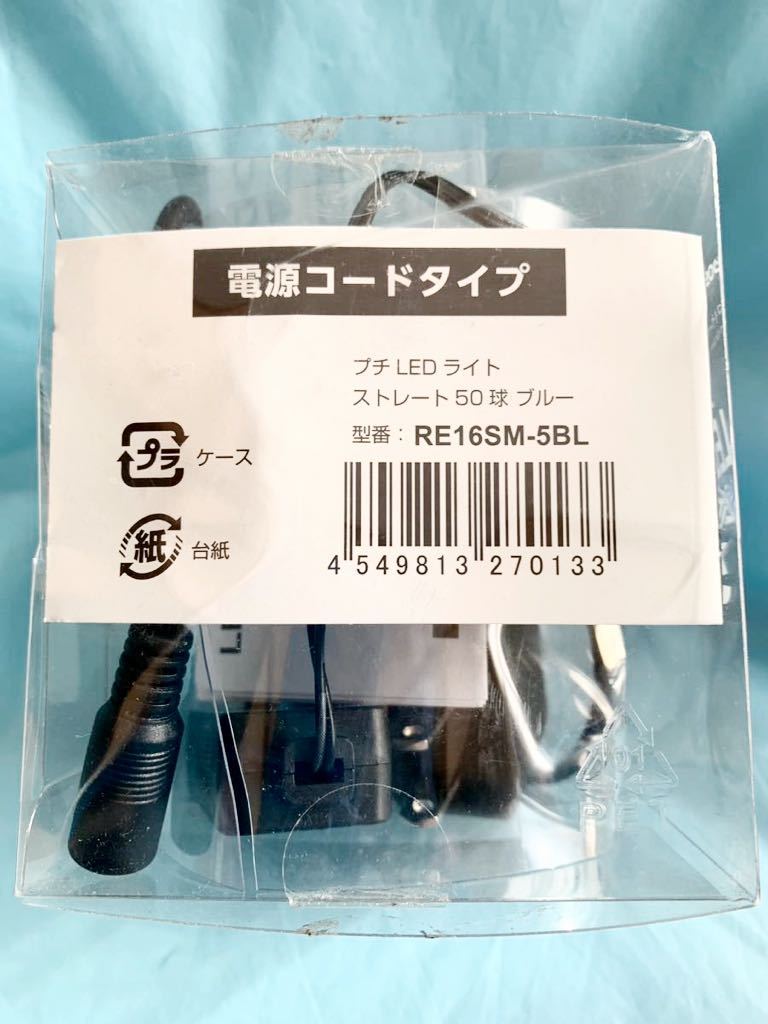 電源コードタイプ
プチ LED ライト
ストレート 50 球 ブルー
型番： RE16SM-5BL
プラ ケース
紙 台紙
4 549813 270133